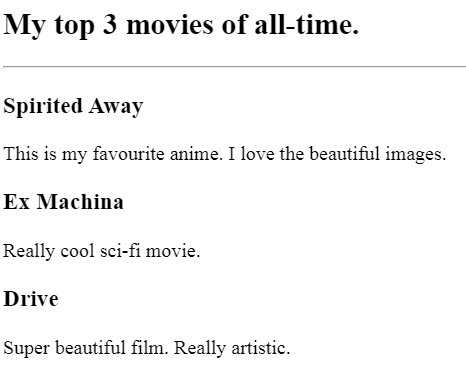 My top 3 movies of all-time.
Spirited Away
This is my favourite anime. I love the beautiful images.
Ex Machina
Really cool sci-fi movie.
Drive
Super beautiful film. Really artistic.